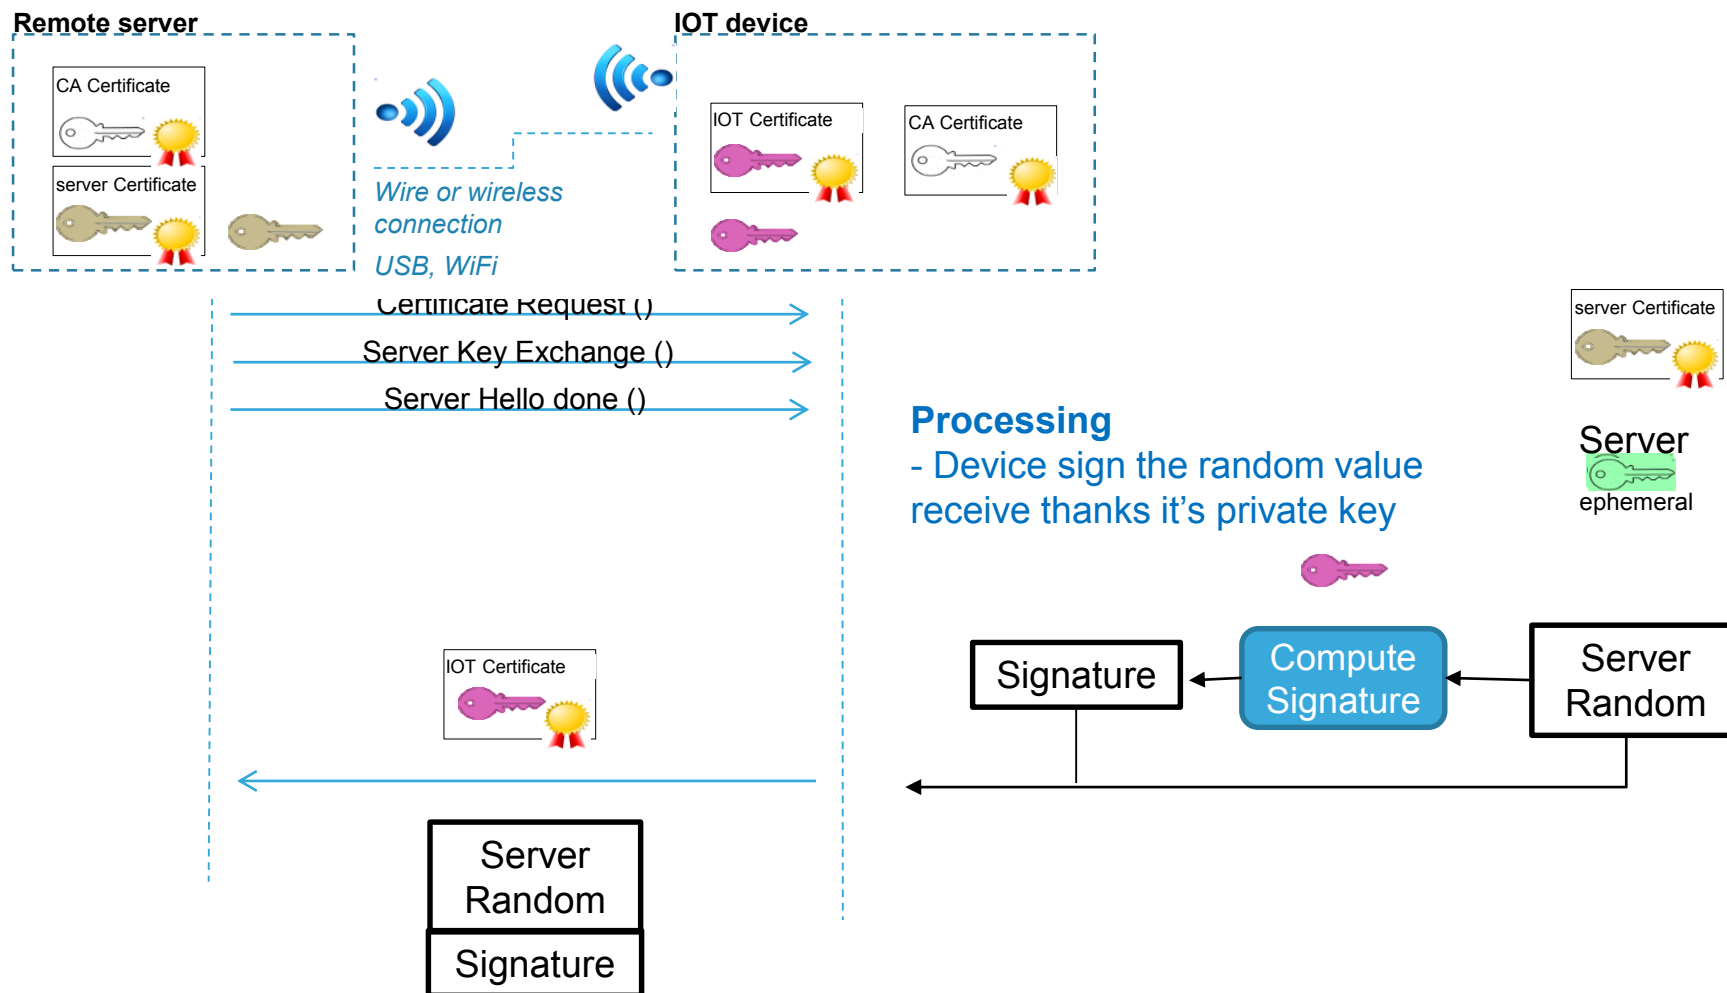 Remote server
IOT device
CA Certificate
server Certificate
Wire or wireless
connection
USB, WiFi
IOT Certificate
CA Certificate
Certificate Request ()
Server Key Exchange ()
Server Hello done ()
server Certificate
Server
ephemeral
Processing
- Device sign the random value
receive thanks it’s private key
Signature
Compute
Signature
Server
Random
IOT Certificate
Server
Random
Signature